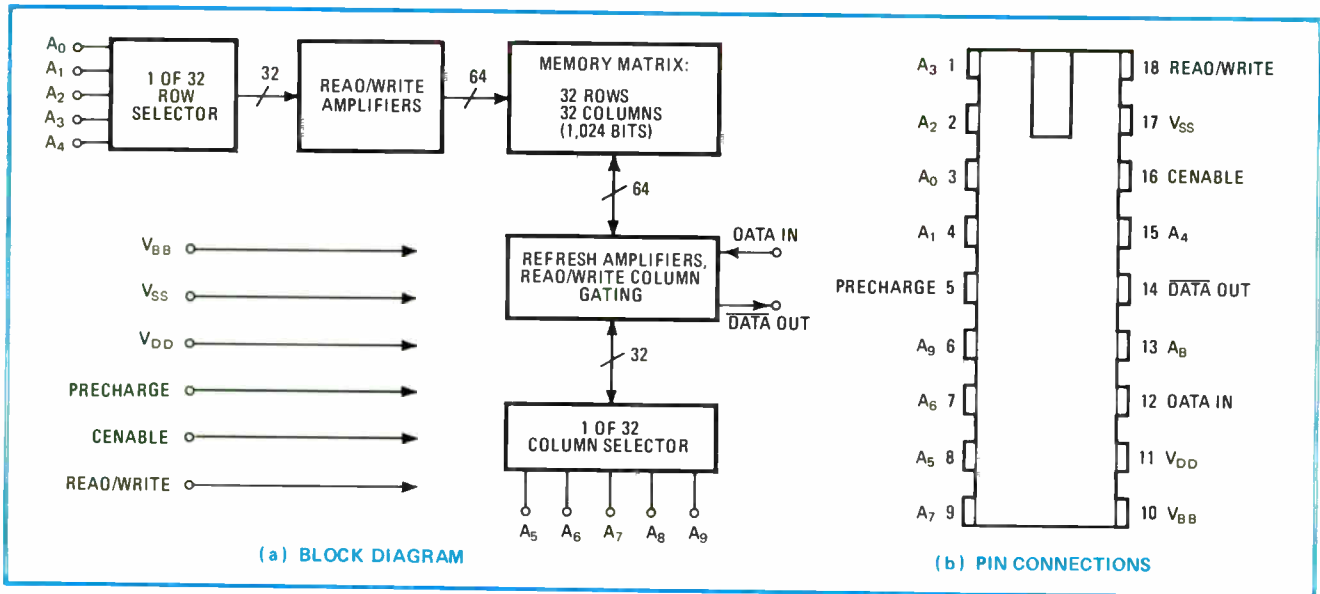 A0
A1
A2
A3
A4
1 OF 32
ROW
SELECTOR
32
REAO/WRITE
AMPLIFIERS
64
MEMORY MATRIX:
32 ROWS
32 COLUMNS
(1,024 BITS)
64
VBB
VSS
VDD
PRECHARGE
CENABLE
REAO/WRITE
REFRESH AMPLIFIERS,
REAO/WRITE COLUMN
GATING
OATA IN
DATA OUT
32
1 OF 32
COLUMN SELECTOR
A5
A6
A7
A8
A9
(a) BLOCK DIAGRAM
A3 1
A2 2
A0 3
A1 4
PRECHARGE 5
A9 6
A6 7
A5 8
A7 9
18 REAO/WRITE
17 VSS
16 CENABLE
15 A4
14 DATA OUT
13 AB
12 OATA IN
11 VDD
10 VBB
(b) PIN CONNECTIONS